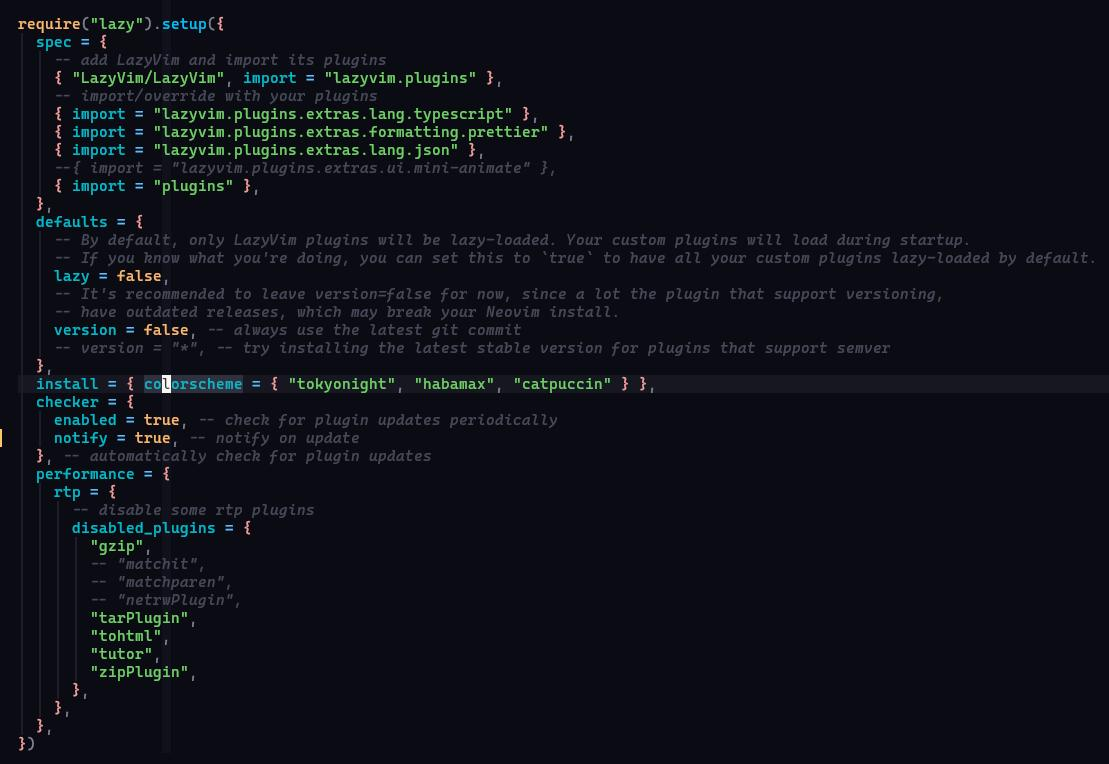 require("lazy").setup({
  spec = {
    -- add LazyVim and import its plugins
    { "LazyVim/LazyVim", import = "lazyvim.plugins" },
    -- import/override with your plugins
    { import = "lazyvim.plugins.extras.lang.typescript" },
    { import = "lazyvim.plugins.extras.formatting.prettier" },
    { import = "lazyvim.plugins.extras.lang.json" },
    --{ import = "lazyvim.plugins.extras.ui.mini-animate" },
    { import = "plugins" },
  },
  defaults = {
    -- By default, only LazyVim plugins will be lazy-loaded. Your custom plugins will load during startup.
    -- If you know what you're doing, you can set this to `true` to have all your custom plugins lazy-loaded by default.
    lazy = false,
    -- It's recommended to leave version=false for now, since a lot the plugin that support versioning,
    -- have outdated releases, which may break your Neovim install.
    version = false, -- always use the latest git commit
    -- version = "*", -- try installing the latest stable version for plugins that support semver
  },
  install = { colorscheme = { "tokyonight", "habamax", "catpuccin" } },
  checker = {
    enabled = true, -- check for plugin updates periodically
    notify = true, -- notify on update
  }, -- automatically check for plugin updates
  performance = {
    rtp = {
      -- disable some rtp plugins
      disabled_plugins = {
        "gzip",
        -- "matchit",
        -- "matchparen",
        -- "netrwPlugin",
        "tarPlugin",
        "tohtml",
        "tutor",
        "zipPlugin",
      },
    },
  },
})